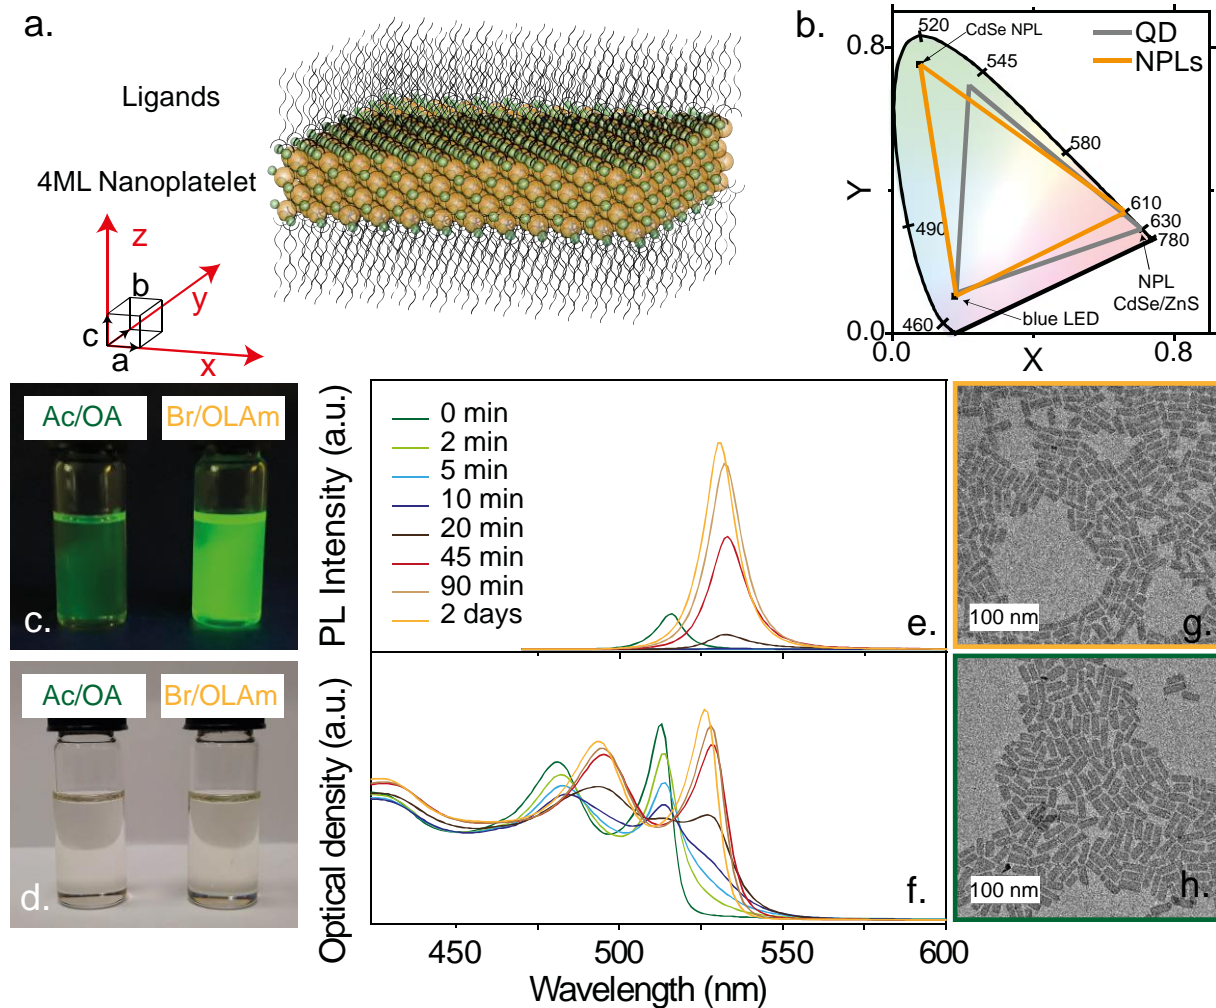 a.
Ligands
4ML Nanoplatelet
z
b
y
c
a
x
b.
0.8
Y
0.0
0.0
X
0.8
520
CdSe NPL
545
QD
NPLs
580
610
630
780
490
460
NPL
CdSe/ZnS
blue LED
Ac/OA
Br/OLAm
c.
Ac/OA
Br/OLAm
d.
PL Intensity (a.u.)
0 min
2 min
5 min
10 min
20 min
45 min
90 min
2 days
e.
Optical density (a.u.)
f.
450
500
550
600
Wavelength (nm)
100 nm
g.
100 nm
h.